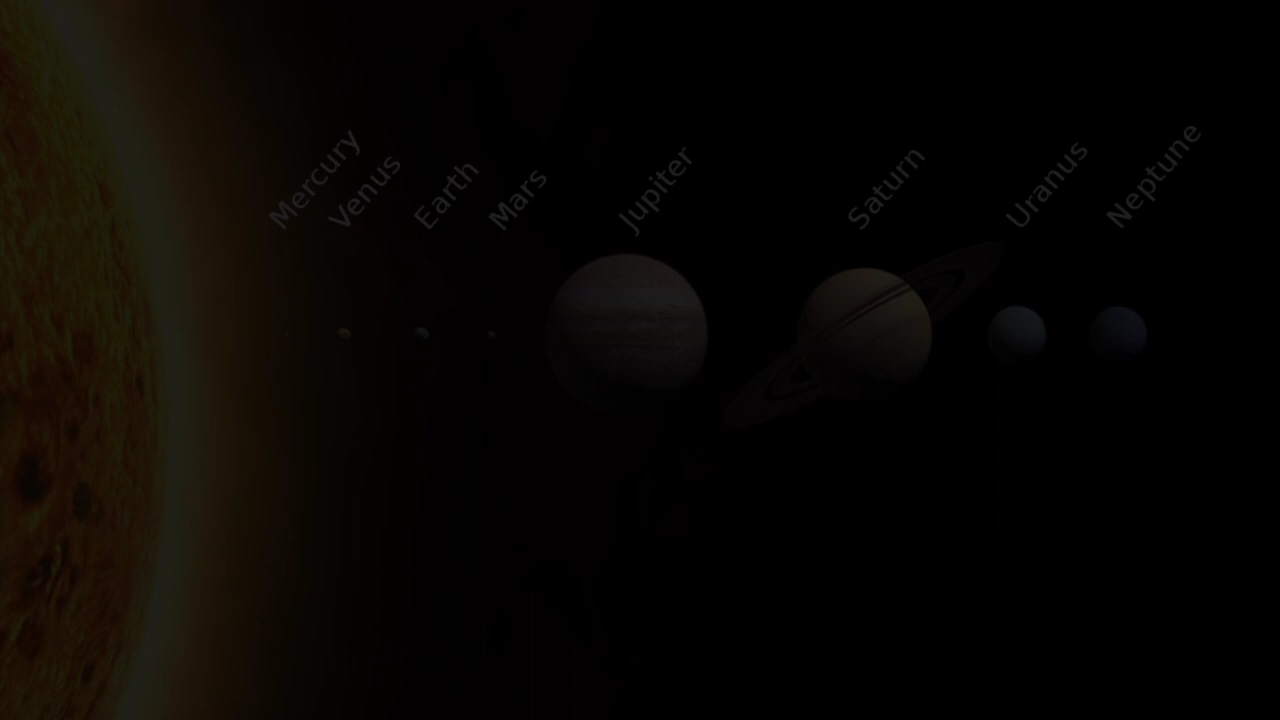 Mercury
Venus
Earth
Mars
Jupiter
Saturn
Uranus
Neptune